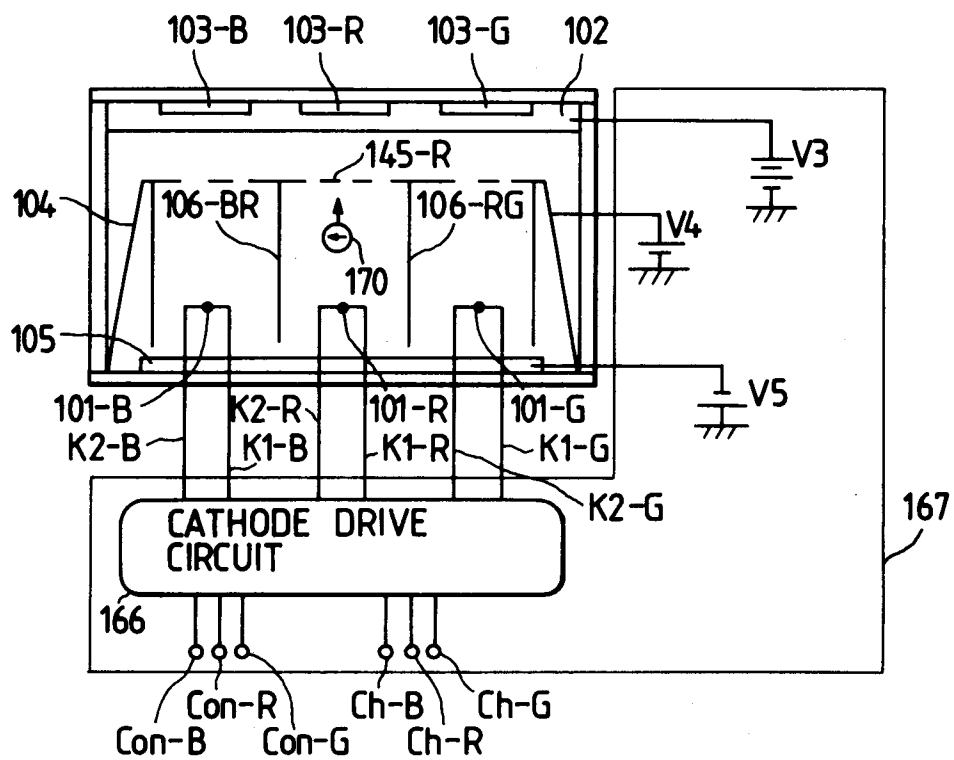 103-B 103-R 103-G 102
145-R
V3
104
106-BR 106-RG
V4
170
105
101-B K2-R 101-R 101-G
V5
K2-B K1-B K1-R K1-G
K2-G
CATHODE DRIVE
CIRCUIT
167
166
Con-R Ch-B Ch-G
Con-B Con-G Ch-R